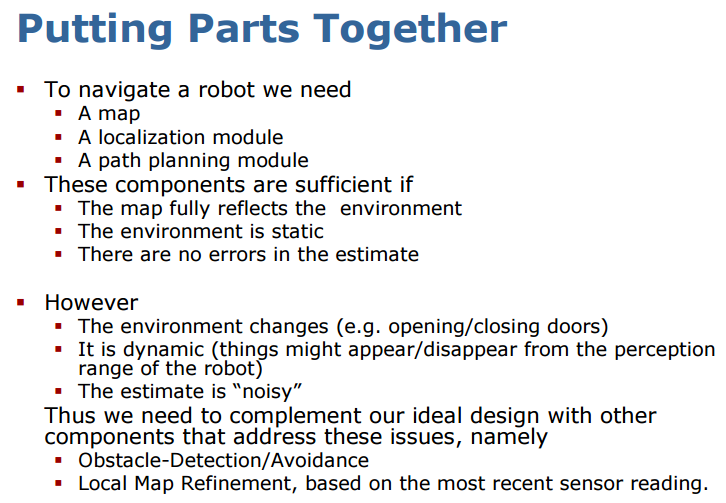 Putting Parts Together
▪ To navigate a robot we need
▪ A map
▪ A localization module
▪ A path planning module
▪ These components are sufficient if
▪ The map fully reflects the environment
▪ The environment is static
▪ There are no errors in the estimate
▪ However
▪ The environment changes (e.g. opening/closing doors)
▪ It is dynamic (things might appear/disappear from the perception
range of the robot)
▪ The estimate is “noisy”
Thus we need to complement our ideal design with other
components that address these issues, namely
▪ Obstacle-Detection/Avoidance
▪ Local Map Refinement, based on the most recent sensor reading.